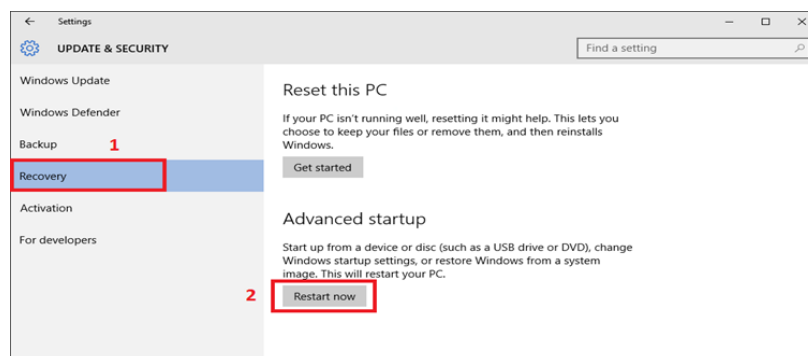 Settings
UPDATE & SECURITY
Find a setting
Windows Update
Windows Defender
Backup
1
Recovery
Activation
For developers
Reset this PC
If your PC isn't running well, resetting it might help. This lets you
choose to keep your files or remove them, and then reinstalls
Windows.
Get started
Advanced startup
Start up from a device or disc (such as a USB drive or DVD), change
Windows startup settings, or restore Windows from a system
image. This will restart your PC.
2
Restart now